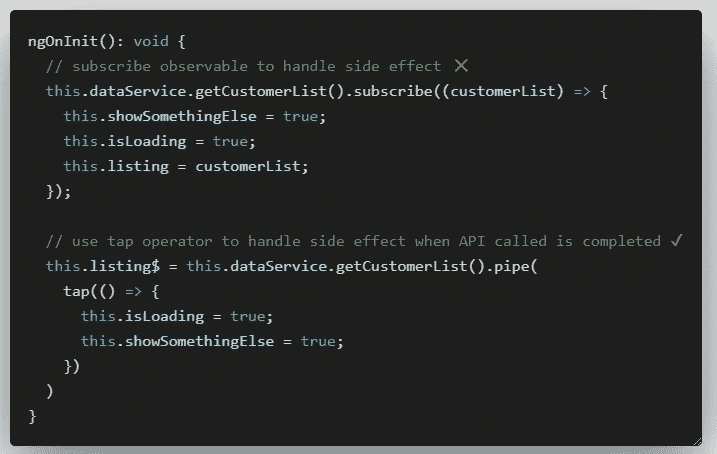 ngOnInit(): void {
  // subscribe observable to handle side effect ❌
  this.dataService.getCustomerList().subscribe((customerList) => {
    this.showSomethingElse = true;
    this.isLoading = true;
    this.listing = customerList;
  });

  // use tap operator to handle side effect when API called is completed ✓
  this.listing$ = this.dataService.getCustomerList().pipe(
    tap(() => {
      this.isLoading = true;
      this.showSomethingElse = true;
    })
  )
}